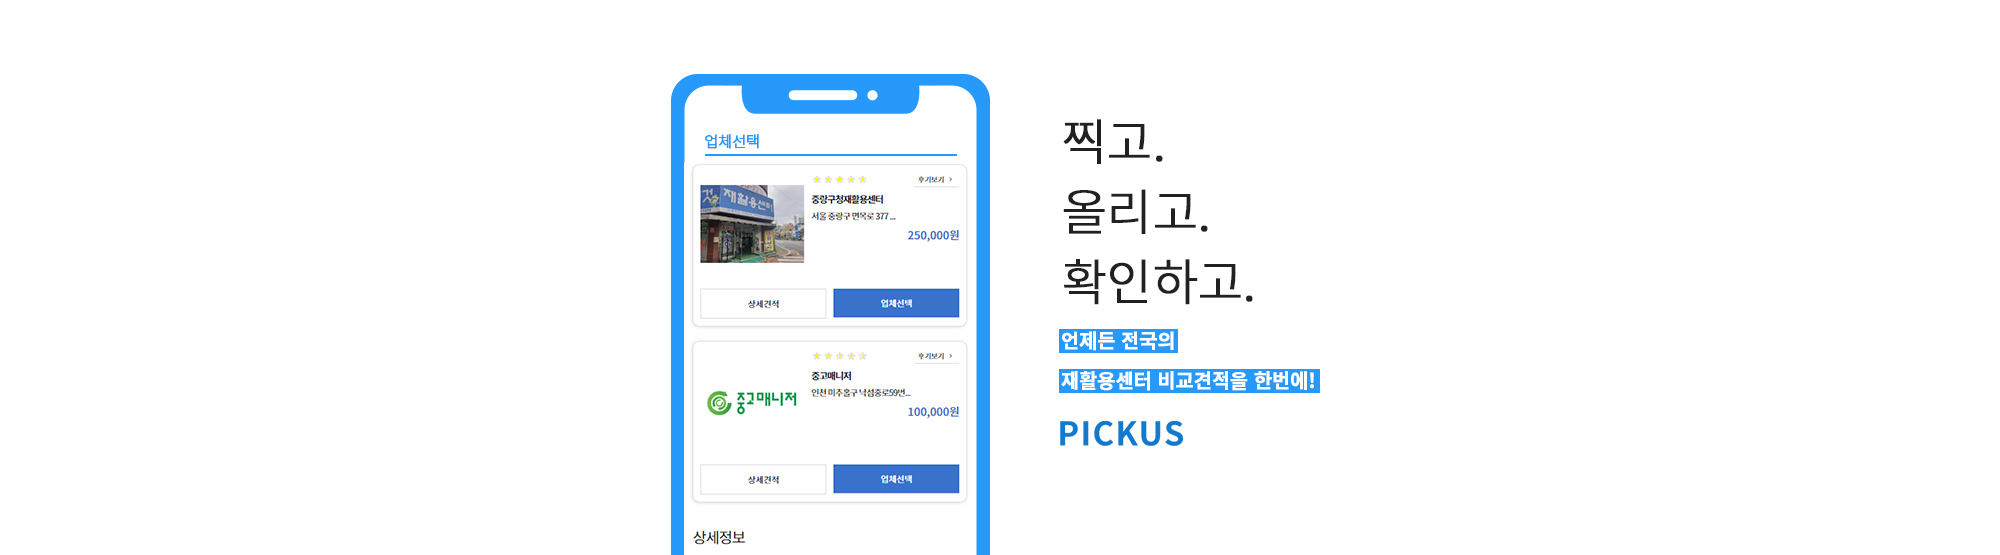 업체선택
재활용센터
후기보기 >
중랑구청재활용센터
서울 중랑구 면목로 377 ...
250,000원
상세견적
업체선택
후기보기 >
중고매니저
중고매니저
인천 미추홀구 낙섬중로59번...
100,000원
상세견적
업체선택
상세정보
찍고.
올리고.
확인하고.
언제든 전국의
재활용센터 비교견적을 한번에!
PICKUS